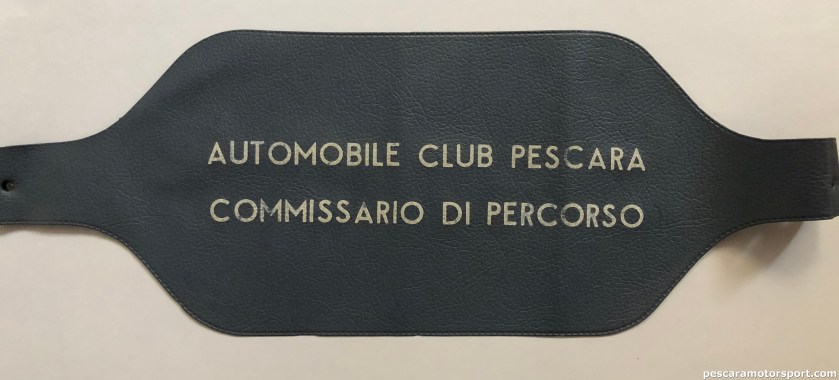 AUTOMOBILE CLUB PESCARA
COMMISSARIO DI PERCORSO
pescaramotorsport.com